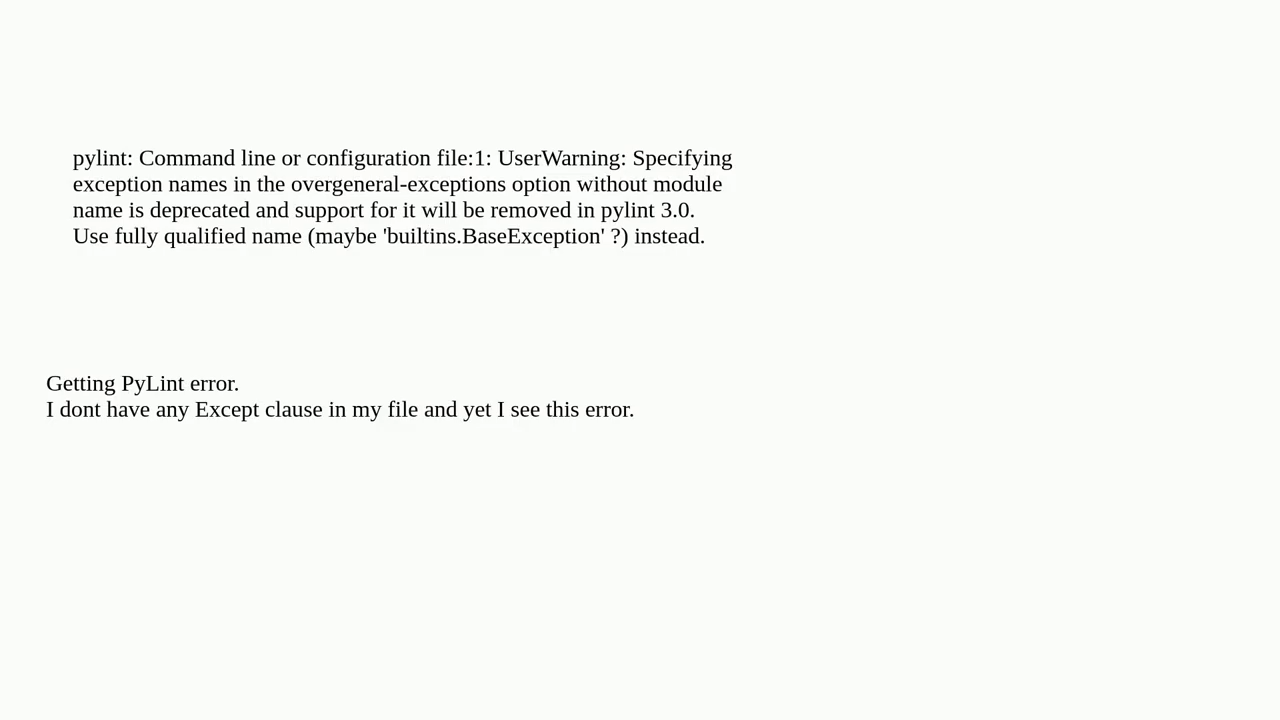 pylint: Command line or configuration file:1: UserWarning: Specifying
exception names in the overgeneral-exceptions option without module
name is deprecated and support for it will be removed in pylint 3.0.
Use fully qualified name (maybe 'builtins.BaseException' ?) instead.
Getting PyLint error.
I dont have any Except clause in my file and yet I see this error.